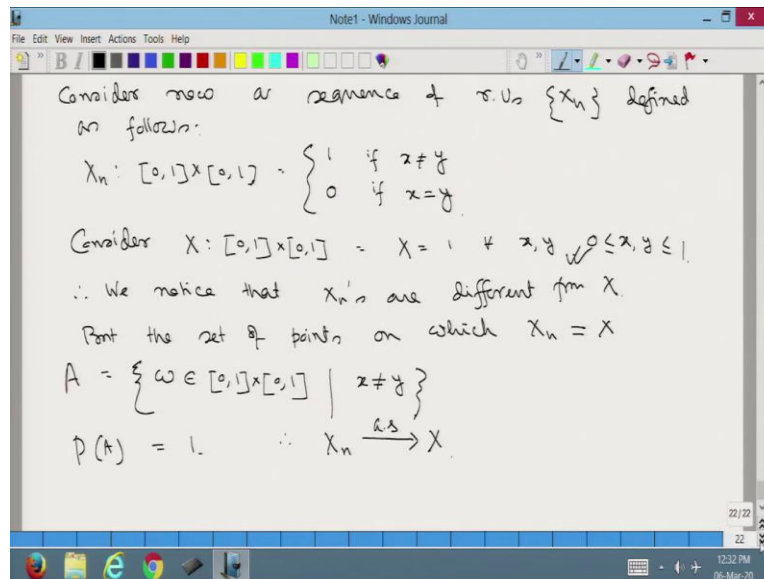 Note1 - Windows Journal
File Edit View Insert Actions Tools Help
Consider now a sequence of r.vs {Xn} defined
as follows:
Xn : [0,1]×[0,1] = { 1 if x≠y
0 if x=y
Consider X : [0,1]×[0,1] = X = 1 ∀ x,y 0≤x,y≤1
∴ We notice that Xn's are different from X.
But the set of points on which Xn = X
A = { ω ∈ [0,1]×[0,1] | x≠y }
P(A) = 1. ∴ Xn a.s→ X.
22/22
22
12:32 PM
06-Mar-20